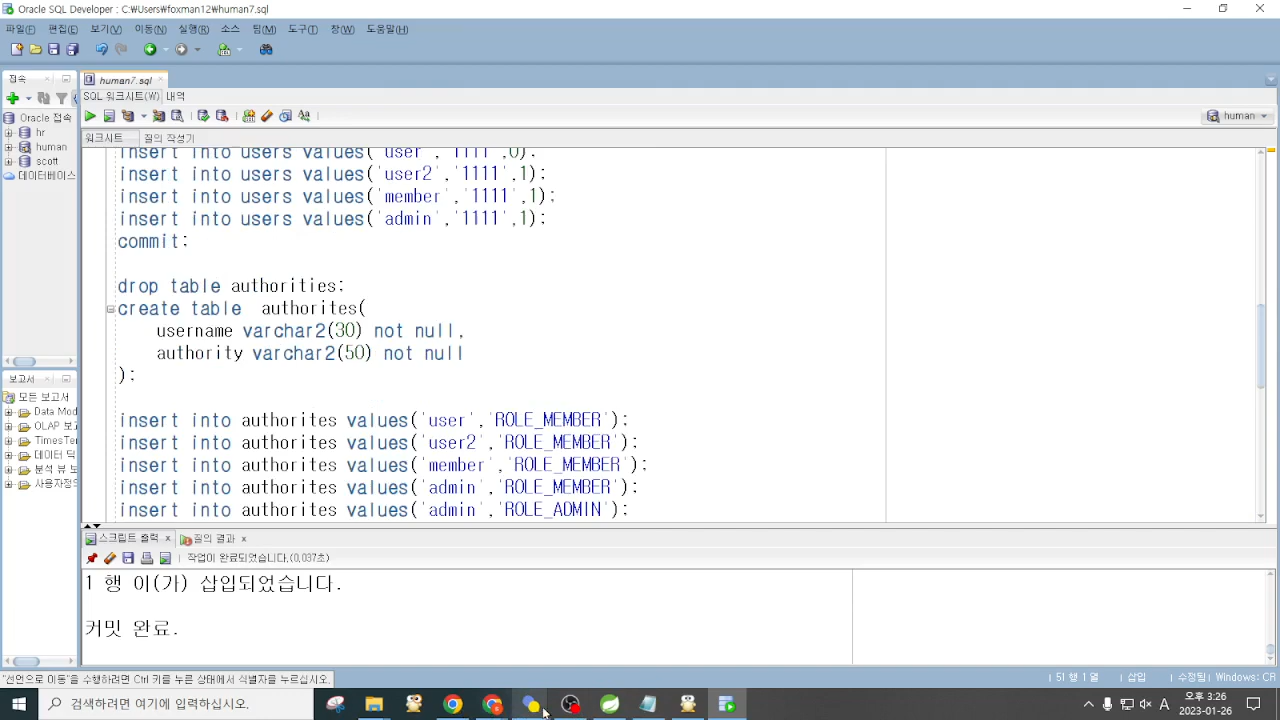 Oracle SQL Developer : C:\Users\foxman12\human7.sql
파일(F) 편집(E) 보기(V) 이동(N) 실행(R) 소스 팀(M) 도구(T) 창(W) 도움말(H)
접속
human7.sql
SQL 워크시트(W) 내역
Oracle 접속
hr
human
scott
데이터베이스
human
워크시트 질의 작성기
insert into users values('user','1111',0);
insert into users values('user2','1111',1);
insert into users values('member','1111',1);
insert into users values('admin','1111',1);
commit;
drop table authorities;
create table authorites(
username varchar2(30) not null,
authority varchar2(50) not null
);
insert into authorites values('user','ROLE_MEMBER');
insert into authorites values('user2','ROLE_MEMBER');
insert into authorites values('member','ROLE_MEMBER');
insert into authorites values('admin','ROLE_MEMBER');
insert into authorites values('admin','ROLE_ADMIN');
보고서
모든 보고서
Data Mod
OLAP 보고
TimesTen
데이터 딕
분석 뷰 보
사용자정의
스크립트 출력 질의 결과
작업이 완료되었습니다.(0,037초)
1 행 이(가) 삽입되었습니다.
커밋 완료.
"선언으로 이동"을 수행하려면 Ctrl 키를 누른 상태에서 식별자를 누르십시오.
51 행 1 열 삽입 수정됨 Windows: CR
검색하려면 여기에 입력하십시오.
A
오후 3:26
2023-01-26